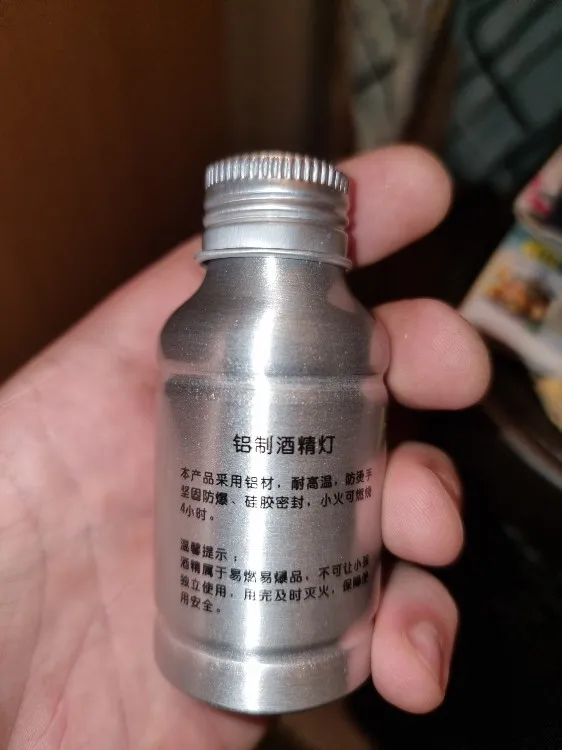 铝制酒精灯
本产品采用铝材，耐高温，防烫手
坚固防爆、硅胶密封，小火可燃烧
4小时。
温馨提示：
酒精属于易燃易爆品，不可让小孩
独立使用，用完及时灭火，保障使
用安全。